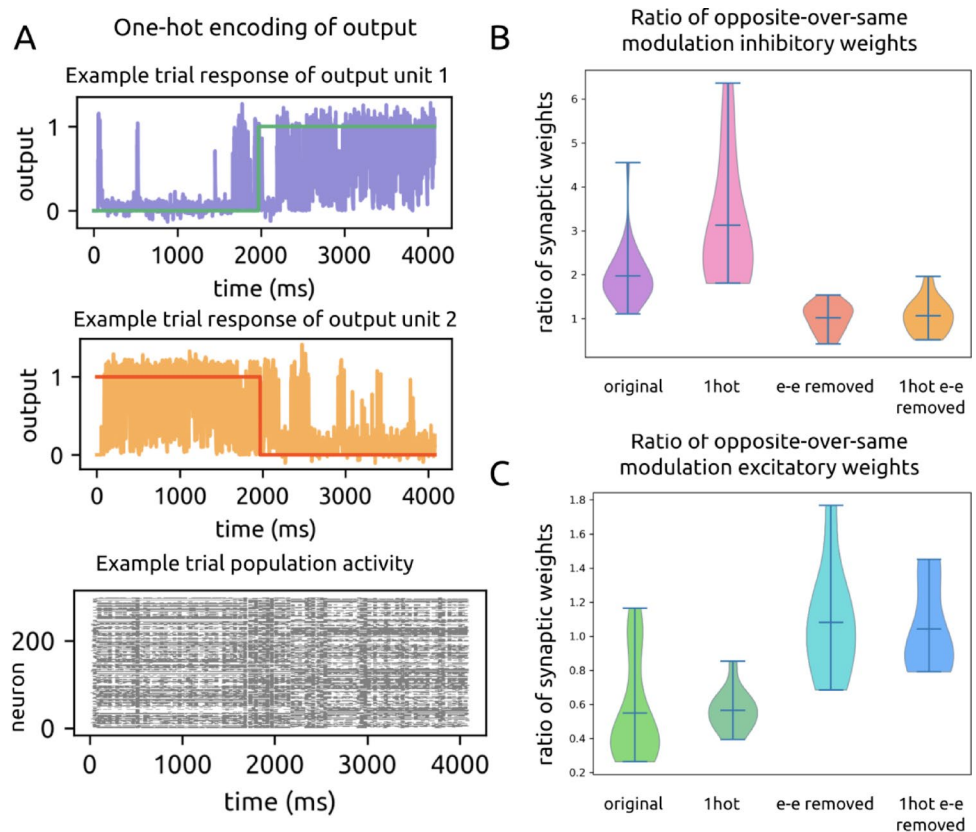 A
One-hot encoding of output
Example trial response of output unit 1
output
1
0
0 1000 2000 3000 4000
time (ms)
Example trial response of output unit 2
output
1
0
0 1000 2000 3000 4000
time (ms)
Example trial population activity
neuron
200
0
0 1000 2000 3000 4000
time (ms)
B
Ratio of opposite-over-same
modulation inhibitory weights
ratio of synaptic weights
6
5
4
3
2
1
original 1hot e-e removed 1hot e-e
removed
C
Ratio of opposite-over-same
modulation excitatory weights
ratio of synaptic weights
1.8
1.6
1.4
1.2
1.0
0.8
0.6
0.4
0.2
original 1hot e-e removed 1hot e-e
removed